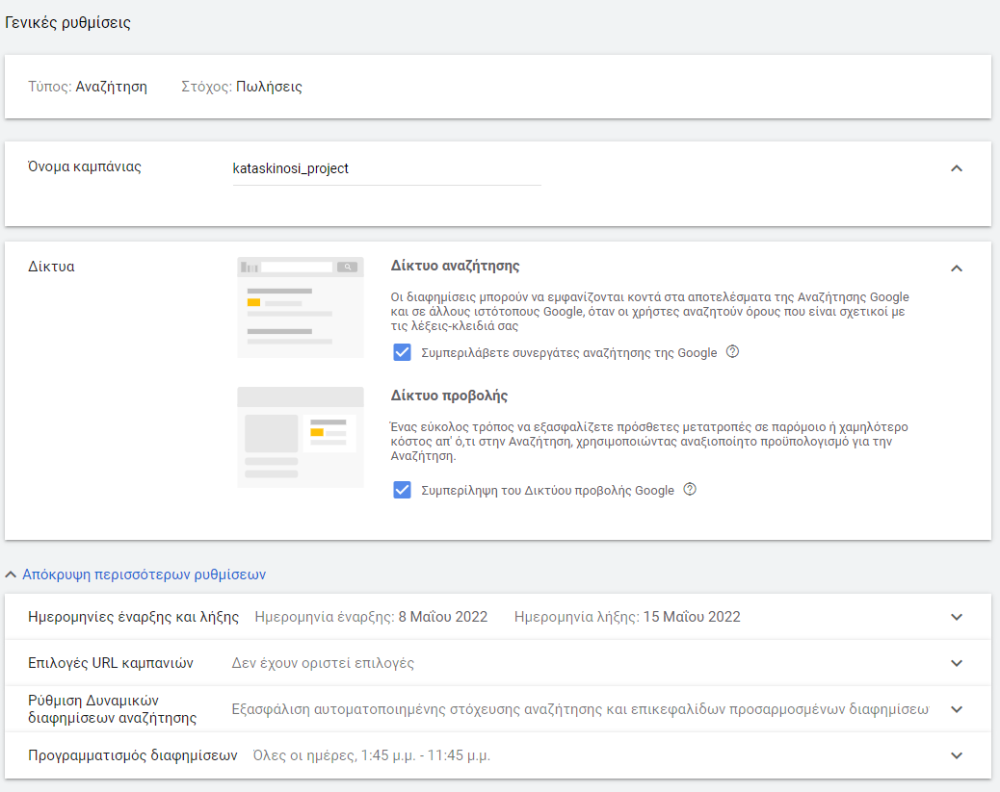 Γενικές ρυθμίσεις
Τύπος: Αναζήτηση Στόχος: Πωλήσεις
Όνομα καμπάνιας kataskinosi_project
Δίκτυα
Δίκτυο αναζήτησης
Οι διαφημίσεις μπορούν να εμφανίζονται κοντά στα αποτελέσματα της Αναζήτησης Google
και σε άλλους ιστότοπους Google, όταν οι χρήστες αναζητούν όρους που είναι σχετικοί με
τις λέξεις-κλειδιά σας
Συμπεριλάβετε συνεργάτες αναζήτησης της Google
Δίκτυο προβολής
Ένας εύκολος τρόπος να εξασφαλίζετε πρόσθετες μετατροπές σε παρόμοιο ή χαμηλότερο
κόστος απ' ό,τι στην Αναζήτηση, χρησιμοποιώντας αναξιοποίητο προϋπολογισμό για την
Αναζήτηση.
Συμπερίληψη του Δικτύου προβολής Google
Απόκρυψη περισσότερων ρυθμίσεων
Ημερομηνίες έναρξης και λήξης Ημερομηνία έναρξης: 8 Μαΐου 2022 Ημερομηνία λήξης: 15 Μαΐου 2022
Επιλογές URL καμπανιών Δεν έχουν οριστεί επιλογές
Ρύθμιση Δυναμικών
διαφημίσεων αναζήτησης Εξασφάλιση αυτοματοποιημένης στόχευσης αναζήτησης και επικεφαλίδων προσαρμοσμένων διαφημίσεω
Προγραμματισμός διαφημίσεων Όλες οι ημέρες, 1:45 μ.μ. - 11:45 μ.μ.